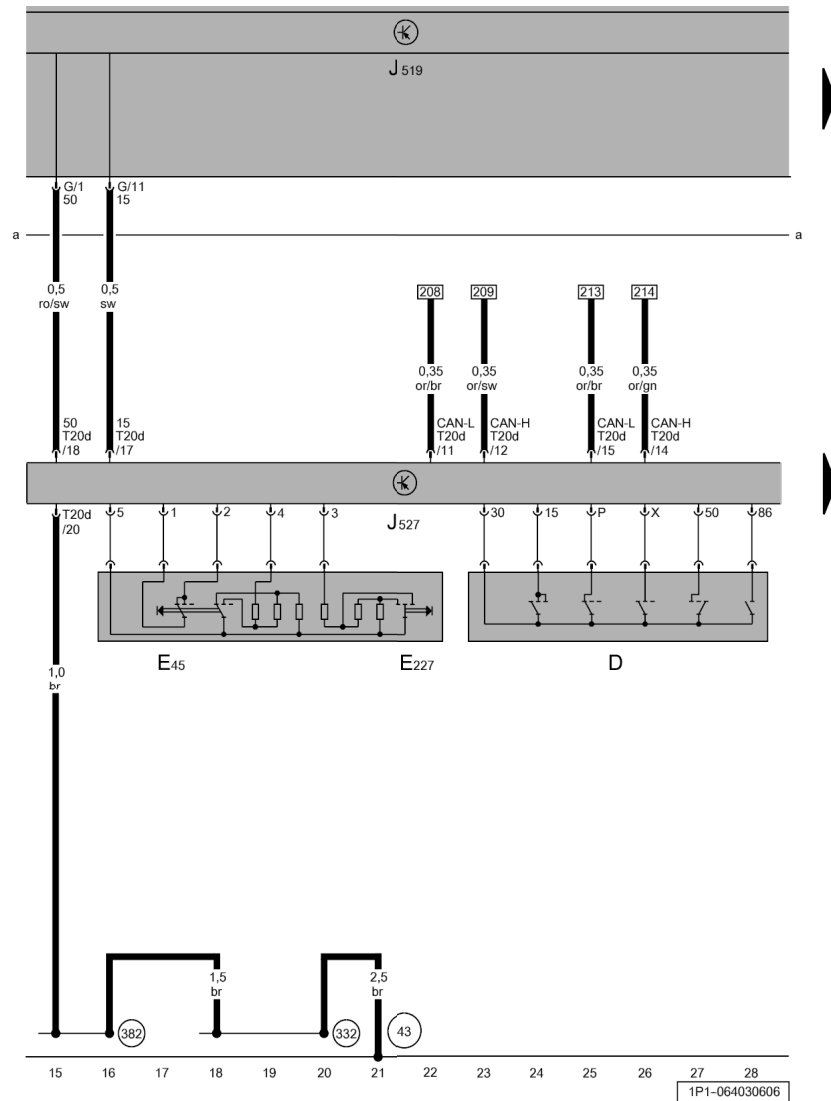 J 519
G/1 G/11
50 15
a a
0,5 0,5 208 209 213 214
ro/sw sw
0,35 0,35 0,35 0,35
or/br or/sw or/br or/gn
50 15 CAN-L CAN-H CAN-L CAN-H
T20d T20d T20d T20d T20d T20d
/18 /17 /11 /12 /15 /14
T20d 5 1 2 4 3 J527 30 15 P X 50 86
/20
E45 E227 D
1,0
br
1,5 2,5
br br
382 332 43
15 16 17 18 19 20 21 22 23 24 25 26 27 28
1P1-064030606